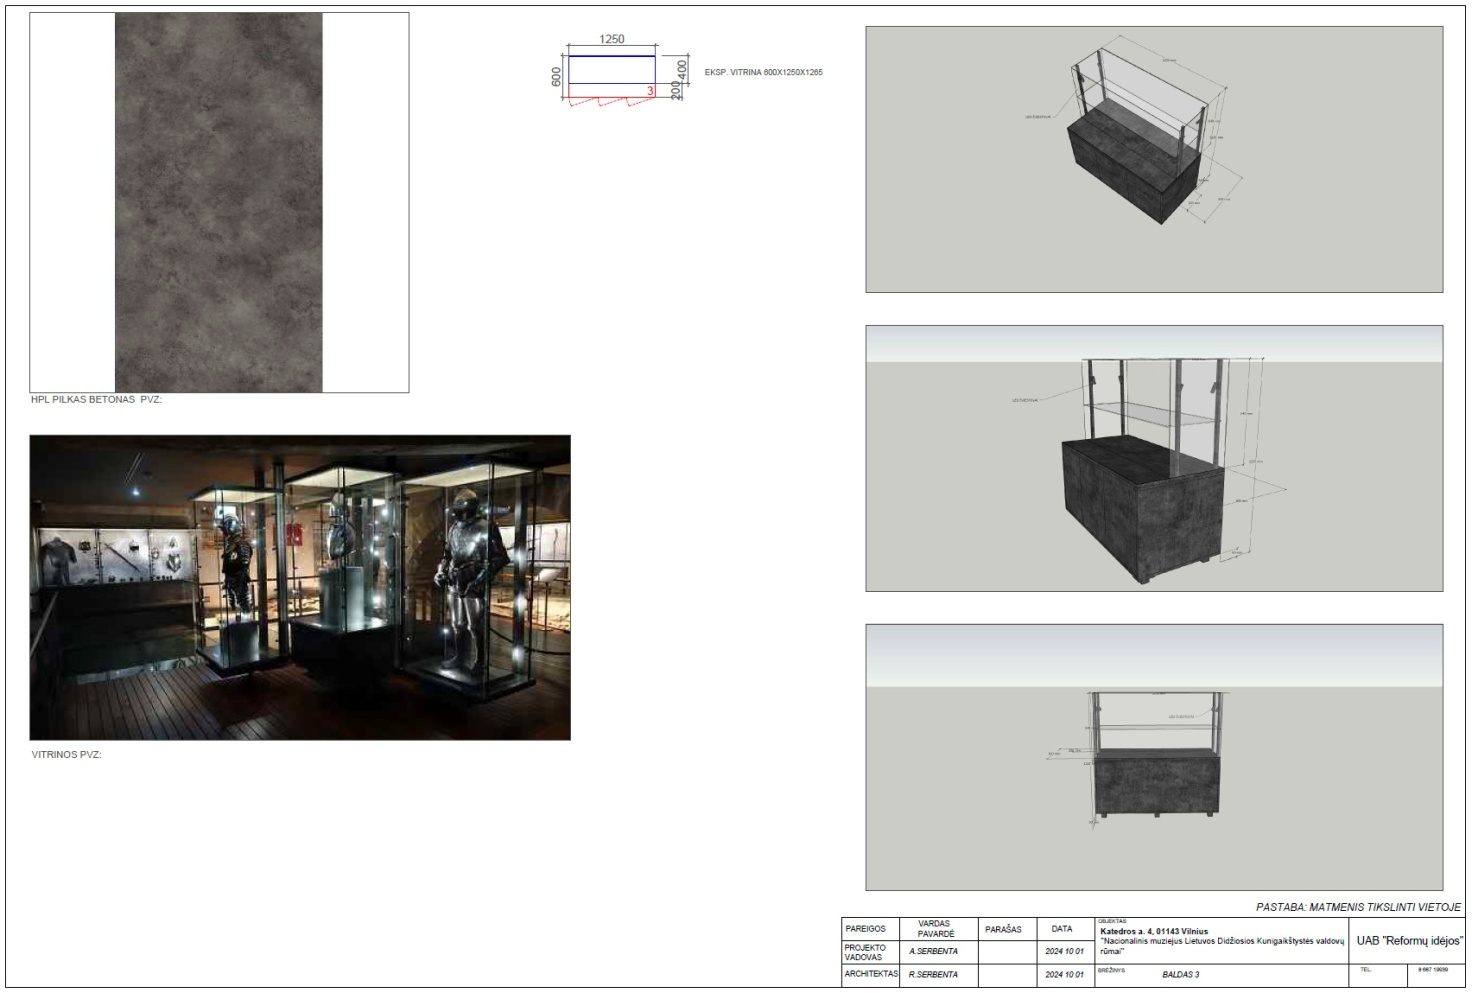 1250
600
400
200
3
EKSP. VITRINA 600X1250X1265
HPL PILKAS BETONAS PVZ:
VITRINOS PVZ:
PASTABA: MATMENIS TIKSLINTI VIETOJE
PAREIGOS
VARDAS
PAVARDĖ
PARAŠAS
DATA
OBJEKTAS
Katedros a. 4, 01143 Vilnius
"Nacionalinis muziejus Lietuvos Didžiosios Kunigaikštystės valdovų
rūmai"
UAB "Reformų idėjos"
PROJEKTO
VADOVAS
A.SERBENTA
2024 10 01
ARCHITEKTAS
R.SERBENTA
2024 10 01
BRĖŽINYS
BALDAS 3
TEL.